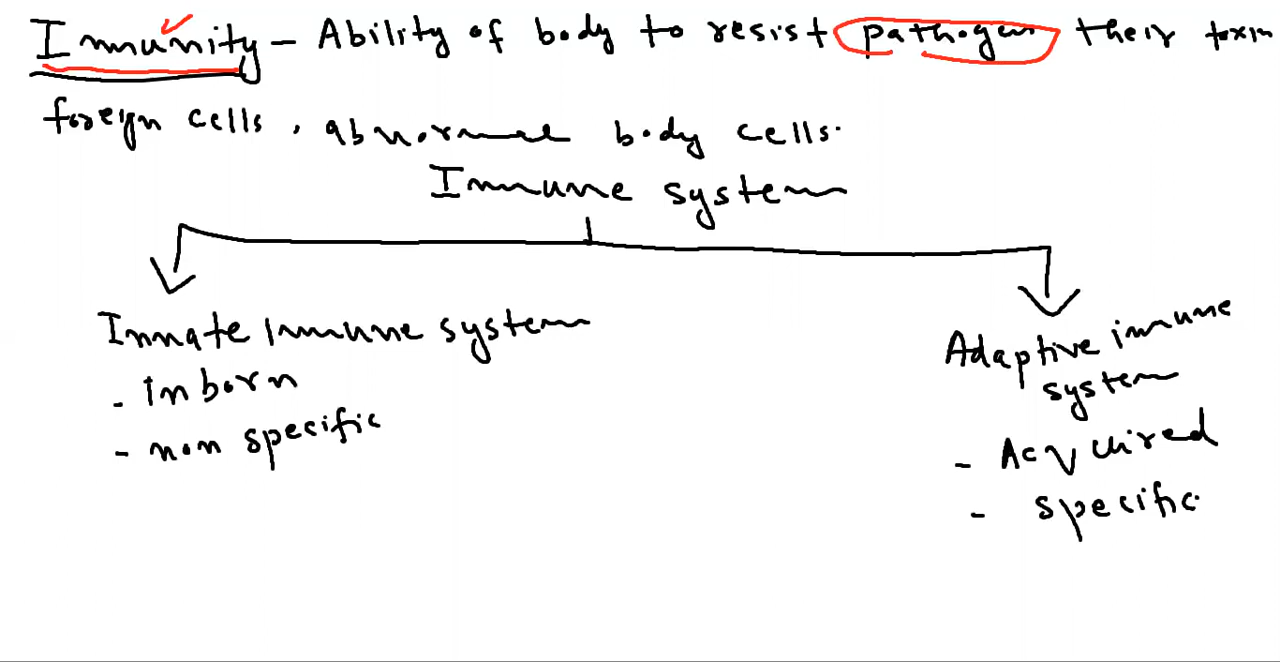 Immunity - Ability of body to resist pathogen their toxin
foreign cells, abnormal body cells.
Immune system
Innate immune system
- Inborn
- non specific
Adaptive immune
system
- Acquired
- specific